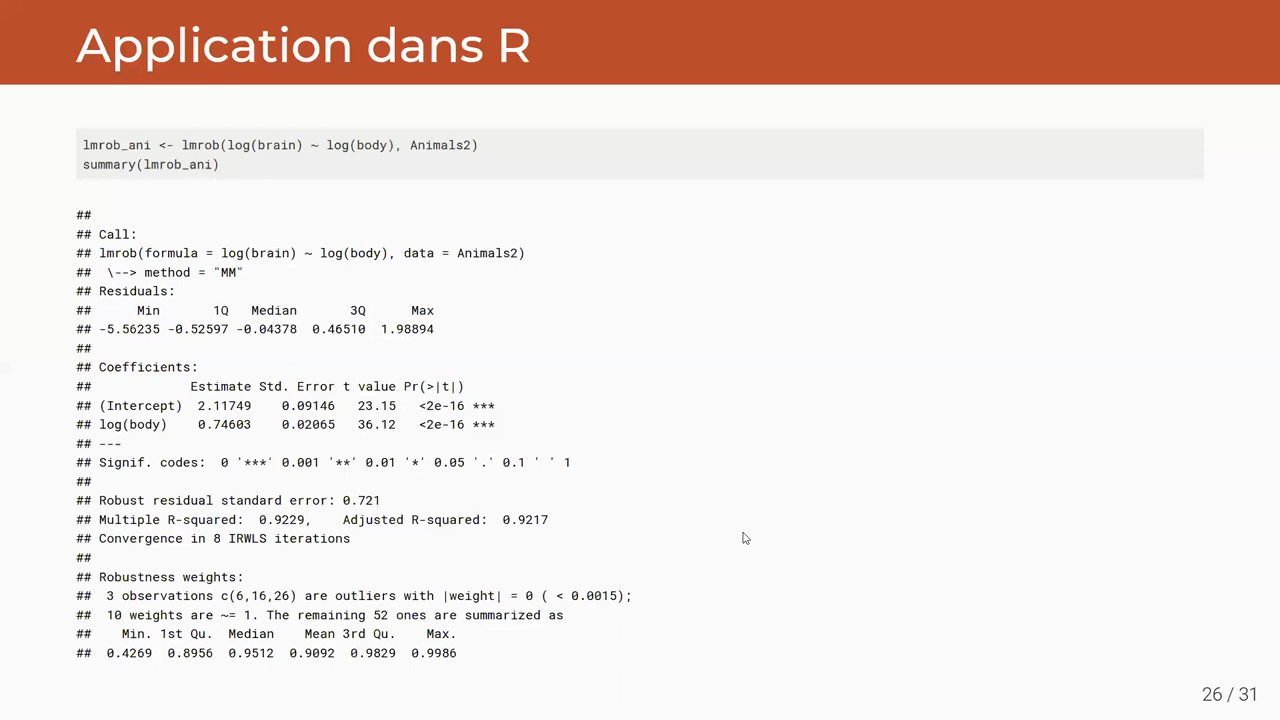 Application dans R
lmrob_ani <- lmrob(log(brain) ~ log(body), Animals2)
summary(lmrob_ani)
##
## Call:
## lmrob(formula = log(brain) ~ log(body), data = Animals2)
##  \--> method = "MM"
## Residuals:
##      Min       1Q   Median       3Q      Max
## -5.56235 -0.52597 -0.04378  0.46510  1.98894
##
## Coefficients:
##             Estimate Std. Error t value Pr(>|t|)
## (Intercept)  2.11749    0.09146   23.15   <2e-16 ***
## log(body)    0.74603    0.02065   36.12   <2e-16 ***
## ---
## Signif. codes:  0 '***' 0.001 '**' 0.01 '*' 0.05 '.' 0.1 ' ' 1
##
## Robust residual standard error: 0.721
## Multiple R-squared:  0.9229,    Adjusted R-squared:  0.9217
## Convergence in 8 IRWLS iterations
##
## Robustness weights:
##  3 observations c(6,16,26) are outliers with |weight| = 0 ( < 0.0015);
##  10 weights are ~= 1. The remaining 52 ones are summarized as
##    Min. 1st Qu.  Median    Mean 3rd Qu.    Max.
##  0.4269  0.8956  0.9512  0.9092  0.9829  0.9986
26 / 31